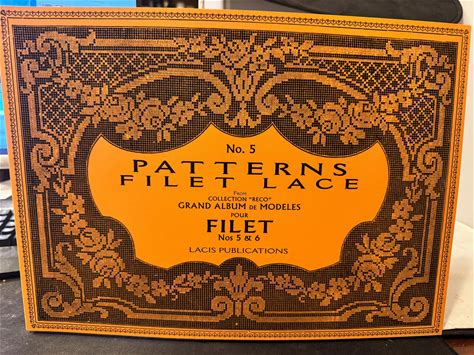 No. 5
PATTERNS
FILET LACE
FROM
COLLECTION "RECO"
GRAND ALBUM DE MODELES
POUR
FILET
Nos 5 & 6
LACIS PUBLICATIONS